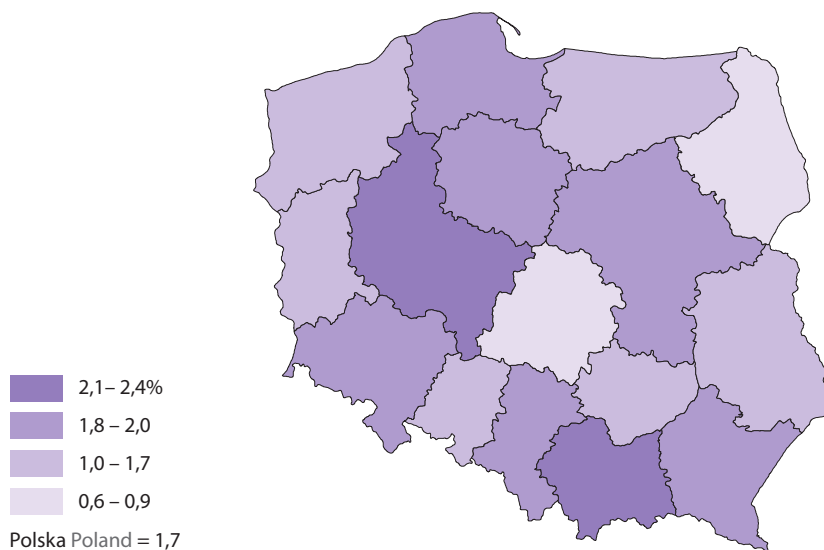 2,1– 2,4%
1,8 – 2,0
1,0 – 1,7
0,6 – 0,9
Polska Poland = 1,7